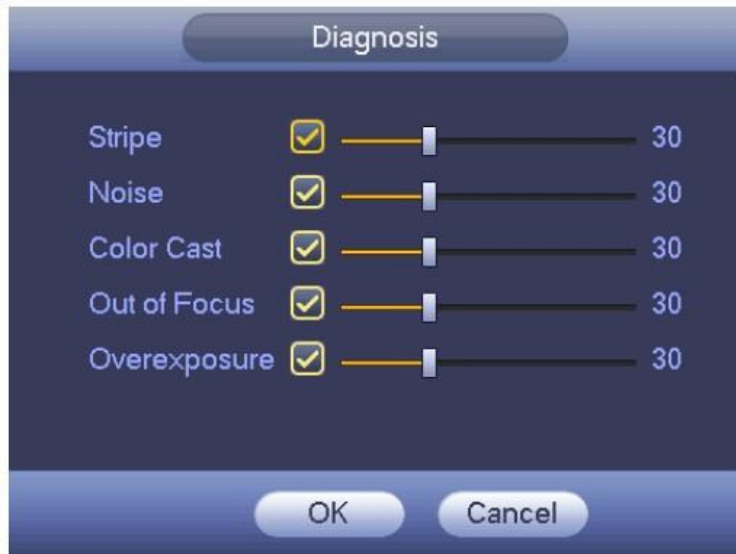 Diagnosis
Stripe 30
Noise 30
Color Cast 30
Out of Focus 30
Overexposure 30
OK Cancel